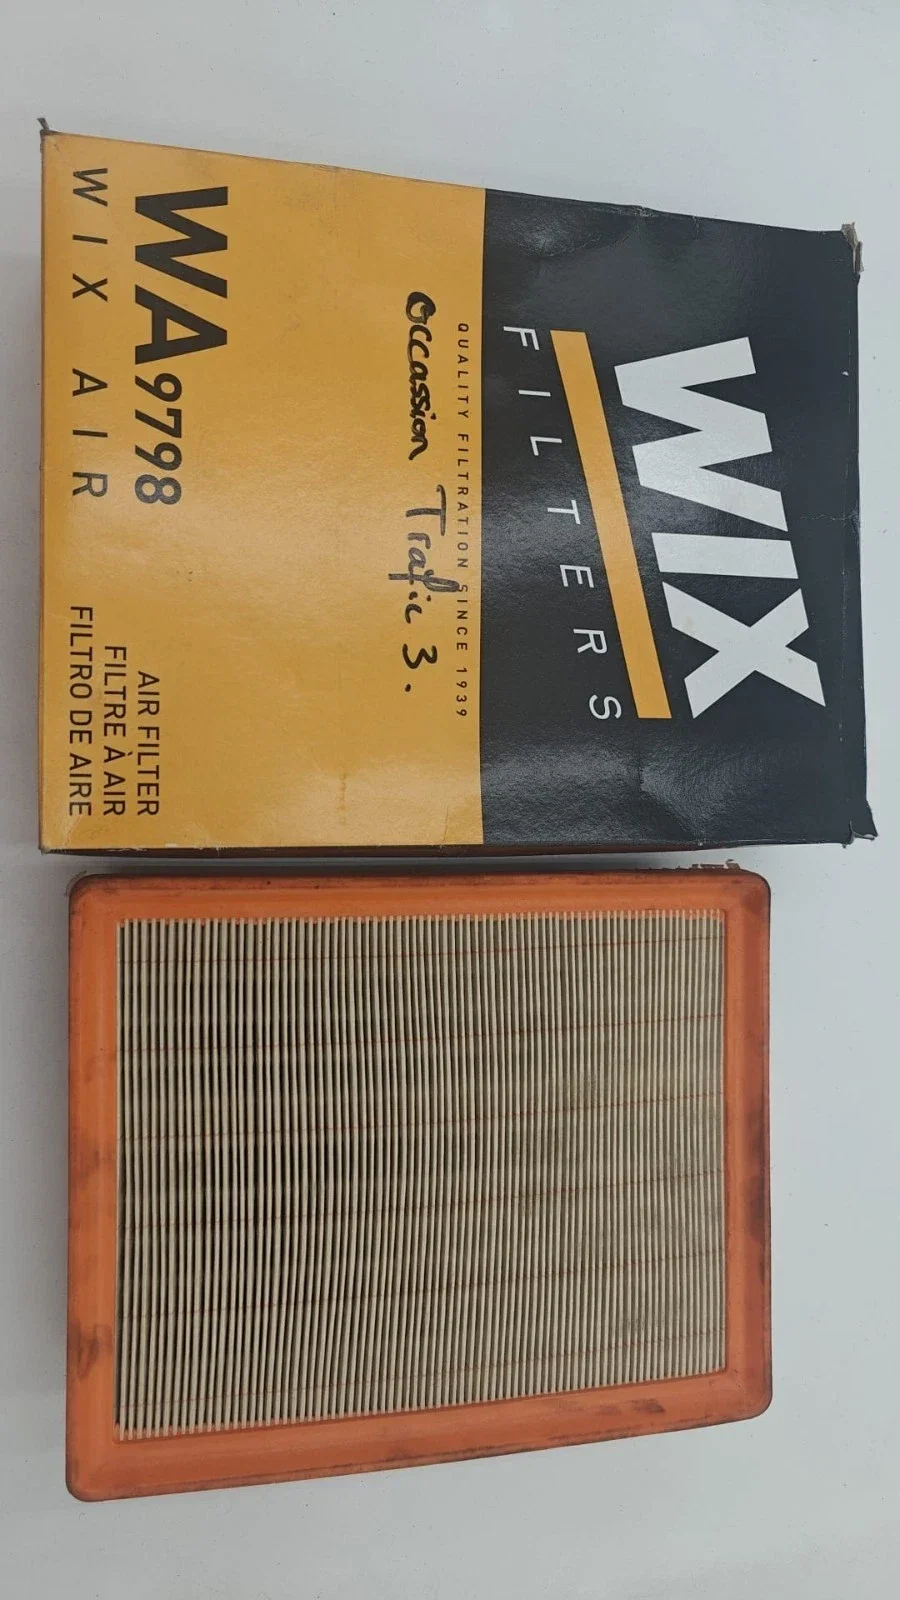 WIX
FILTERS
QUALITY FILTRATION SINCE 1939
Occassion Trafic 3.
WA9798
WIX AIR
AIR FILTER
FILTRE À AIR
FILTRO DE AIRE